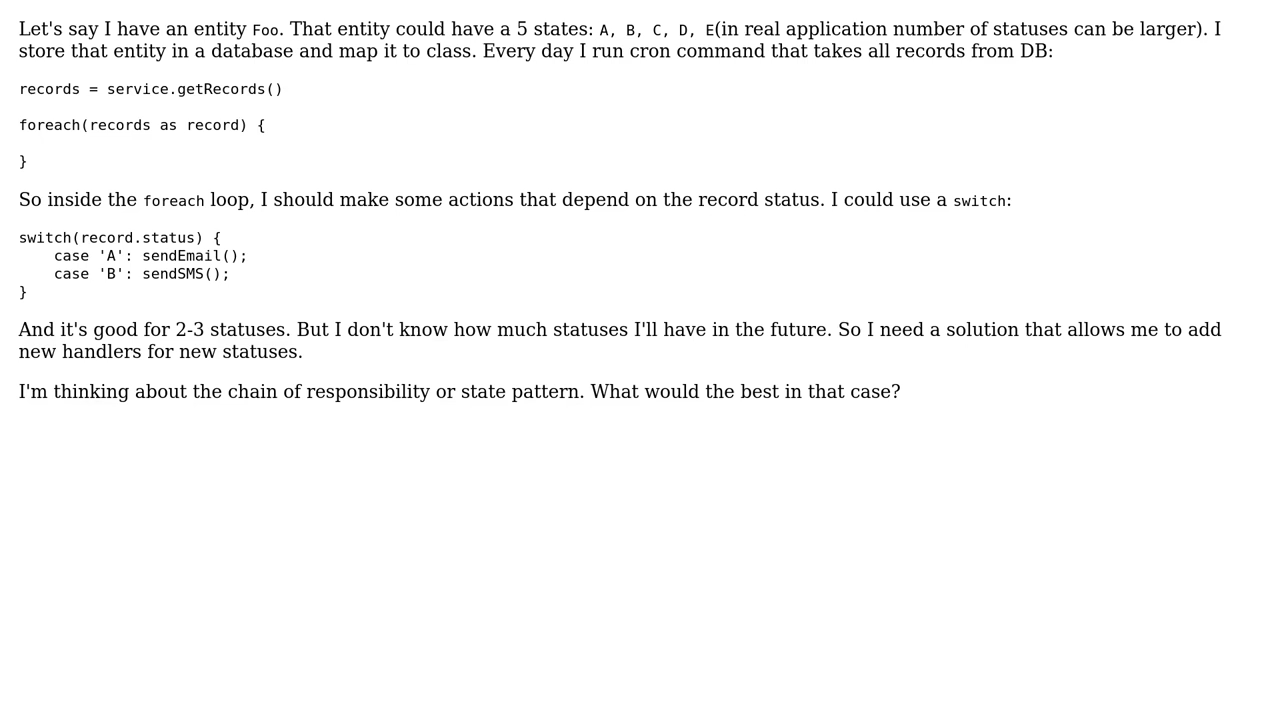 Let's say I have an entity Foo. That entity could have a 5 states: A, B, C, D, E(in real application number of statuses can be larger). I
store that entity in a database and map it to class. Every day I run cron command that takes all records from DB:
records = service.getRecords()
foreach(records as record) {
}
So inside the foreach loop, I should make some actions that depend on the record status. I could use a switch:
switch(record.status) {
    case 'A': sendEmail();
    case 'B': sendSMS();
}
And it's good for 2-3 statuses. But I don't know how much statuses I'll have in the future. So I need a solution that allows me to add
new handlers for new statuses.
I'm thinking about the chain of responsibility or state pattern. What would the best in that case?